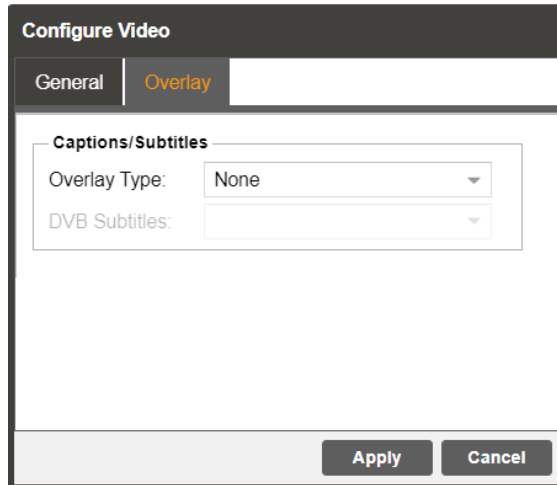 Configure Video
General Overlay
Captions/Subtitles
Overlay Type: None
DVB Subtitles:
Apply Cancel